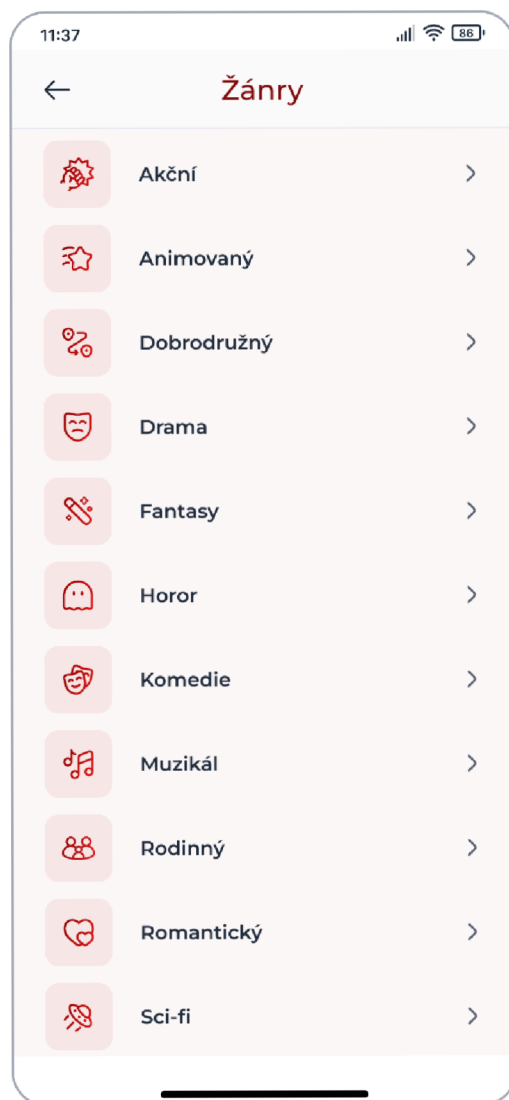 11:37
86
Žánry
Akční
Animovaný
Dobrodružný
Drama
Fantasy
Horor
Komedie
Muzikál
Rodinný
Romantický
Sci-fi